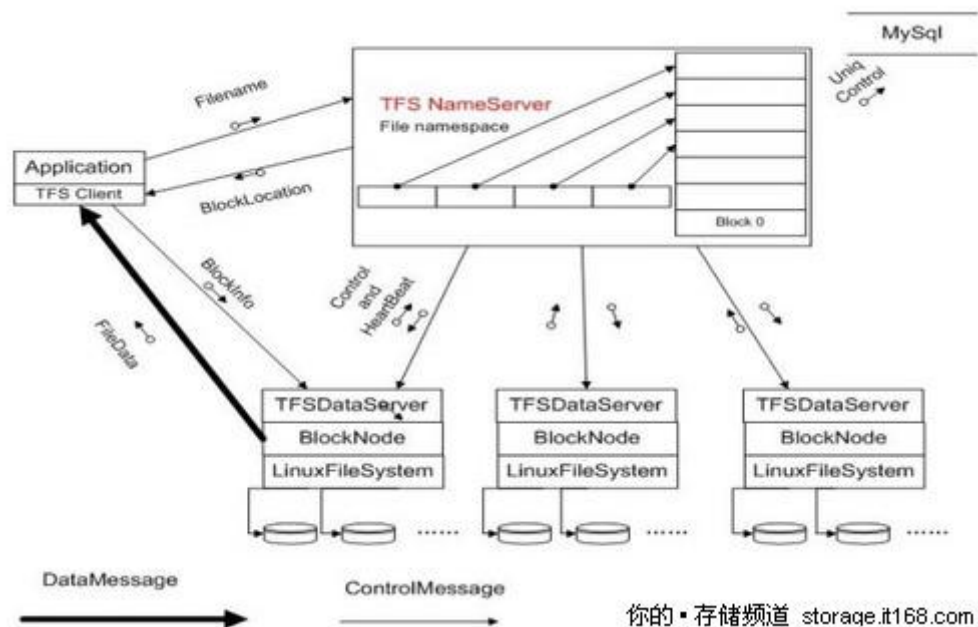 MySql
Uniq
Control
Filename
TFS NameServer
File namespace
Application
TFS Client
BlockLocation
Block 0
BlockInfo
Control
and
HeartBeat
FileData
TFSDataServer
BlockNode
LinuxFileSystem
......
TFSDataServer
BlockNode
LinuxFileSystem
......
TFSDataServer
BlockNode
LinuxFileSystem
......
DataMessage
ControlMessage
你的▪存储频道 storage.it168.com